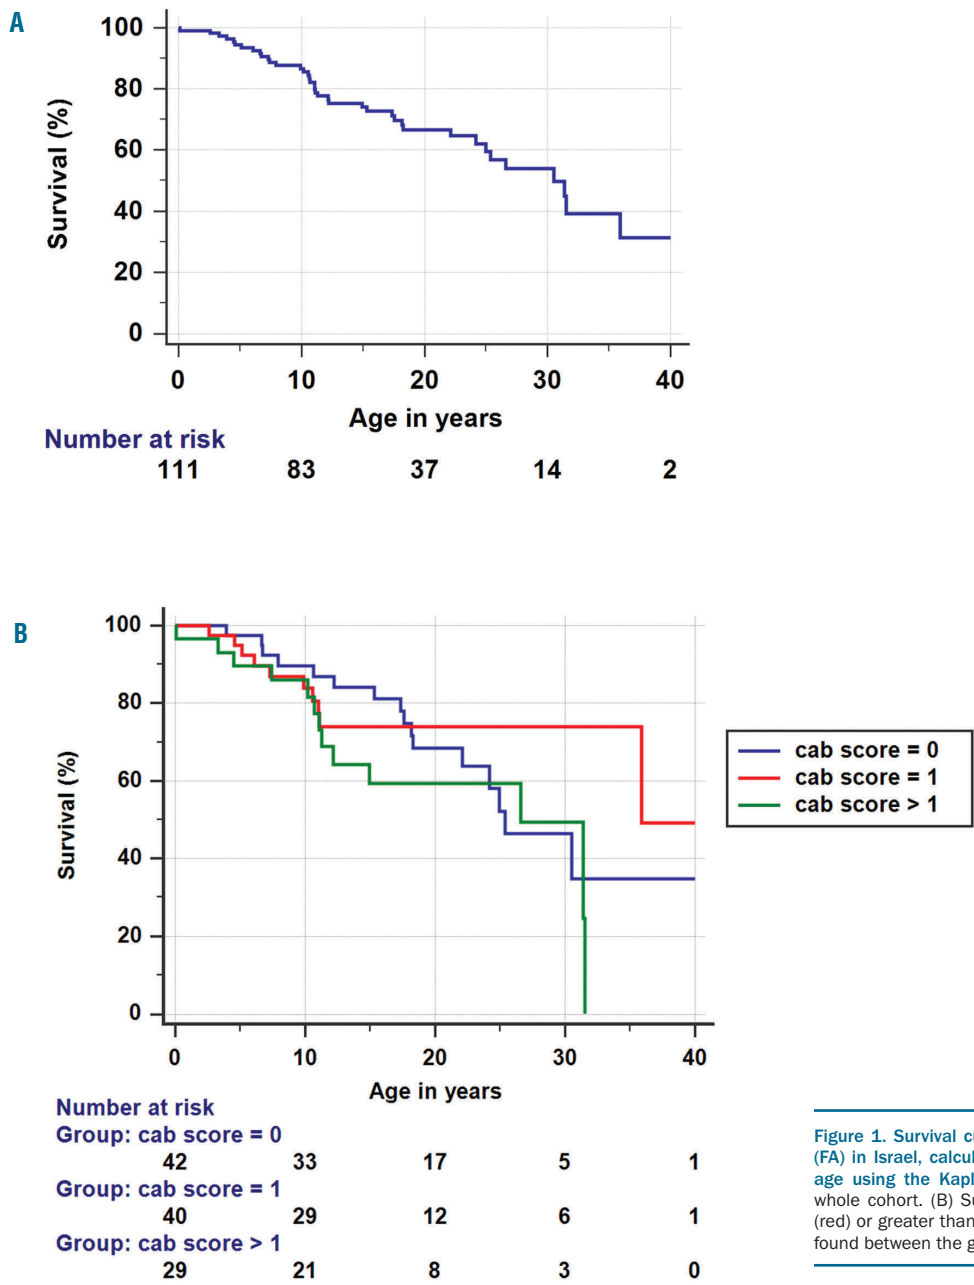 A
100
80
60
40
20
0
Survival (%)
0 10 20 30 40
Age in years
Number at risk
111 83 37 14 2
B
100
80
60
40
20
0
Survival (%)
0 10 20 30 40
Age in years
cab score = 0
cab score = 1
cab score > 1
Number at risk
Group: cab score = 0
42 33 17 5 1
Group: cab score = 1
40 29 12 6 1
Group: cab score > 1
29 21 8 3 0
Figure 1. Survival
(FA) in Israel,
age using the
whole cohort. (B)
(red) or greater than
found between the